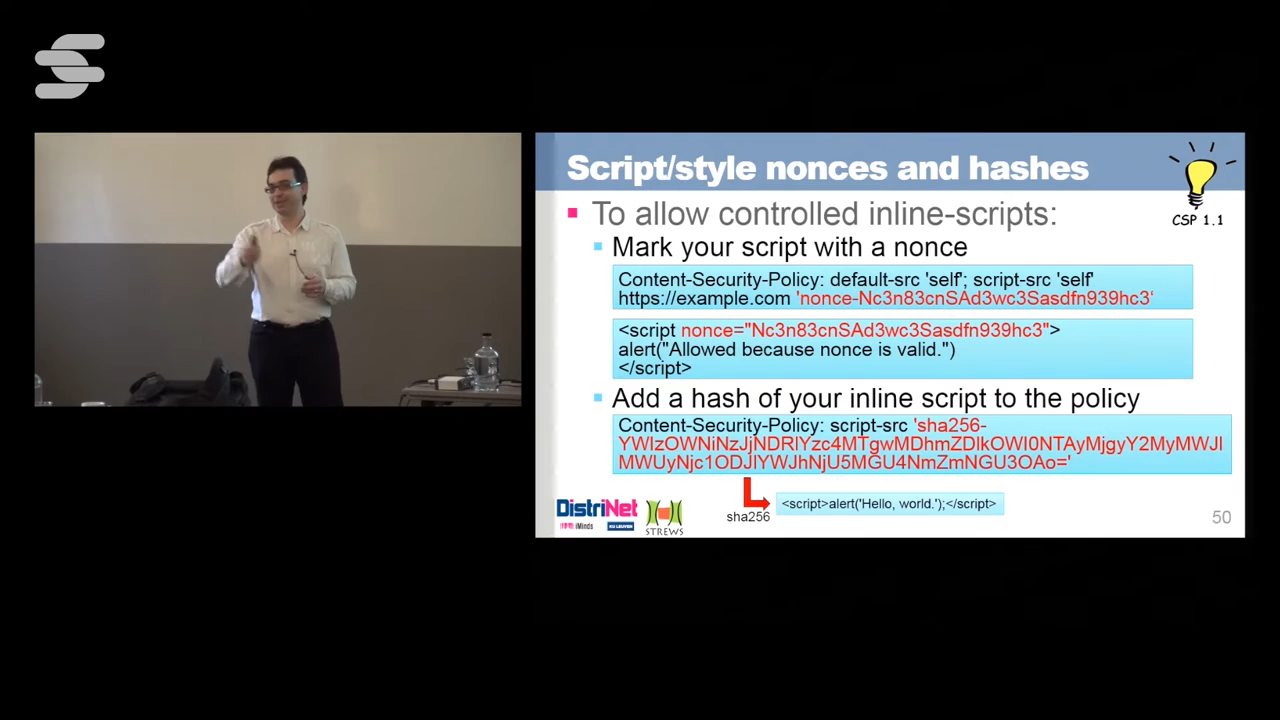 Script/style nonces and hashes
CSP 1.1
To allow controlled inline-scripts:
Mark your script with a nonce
Content-Security-Policy: default-src 'self'; script-src 'self'
https://example.com 'nonce-Nc3n83cnSAd3wc3Sasdfn939hc3‘
<script nonce="Nc3n83cnSAd3wc3Sasdfn939hc3">
alert("Allowed because nonce is valid.")
</script>
Add a hash of your inline script to the policy
Content-Security-Policy: script-src 'sha256-
YWIzOWNiNzJjNDRlYzc4MTgwMDhmZDlkOWI0NTAyMjgyY2MyMWJl
MWUyNjc1ODJlYWJhNjU5MGU4NmZmNGU3OAo='
sha256
<script>alert('Hello, world.');</script>
DistriNet
iMinds
KU LEUVEN
STREWS
50